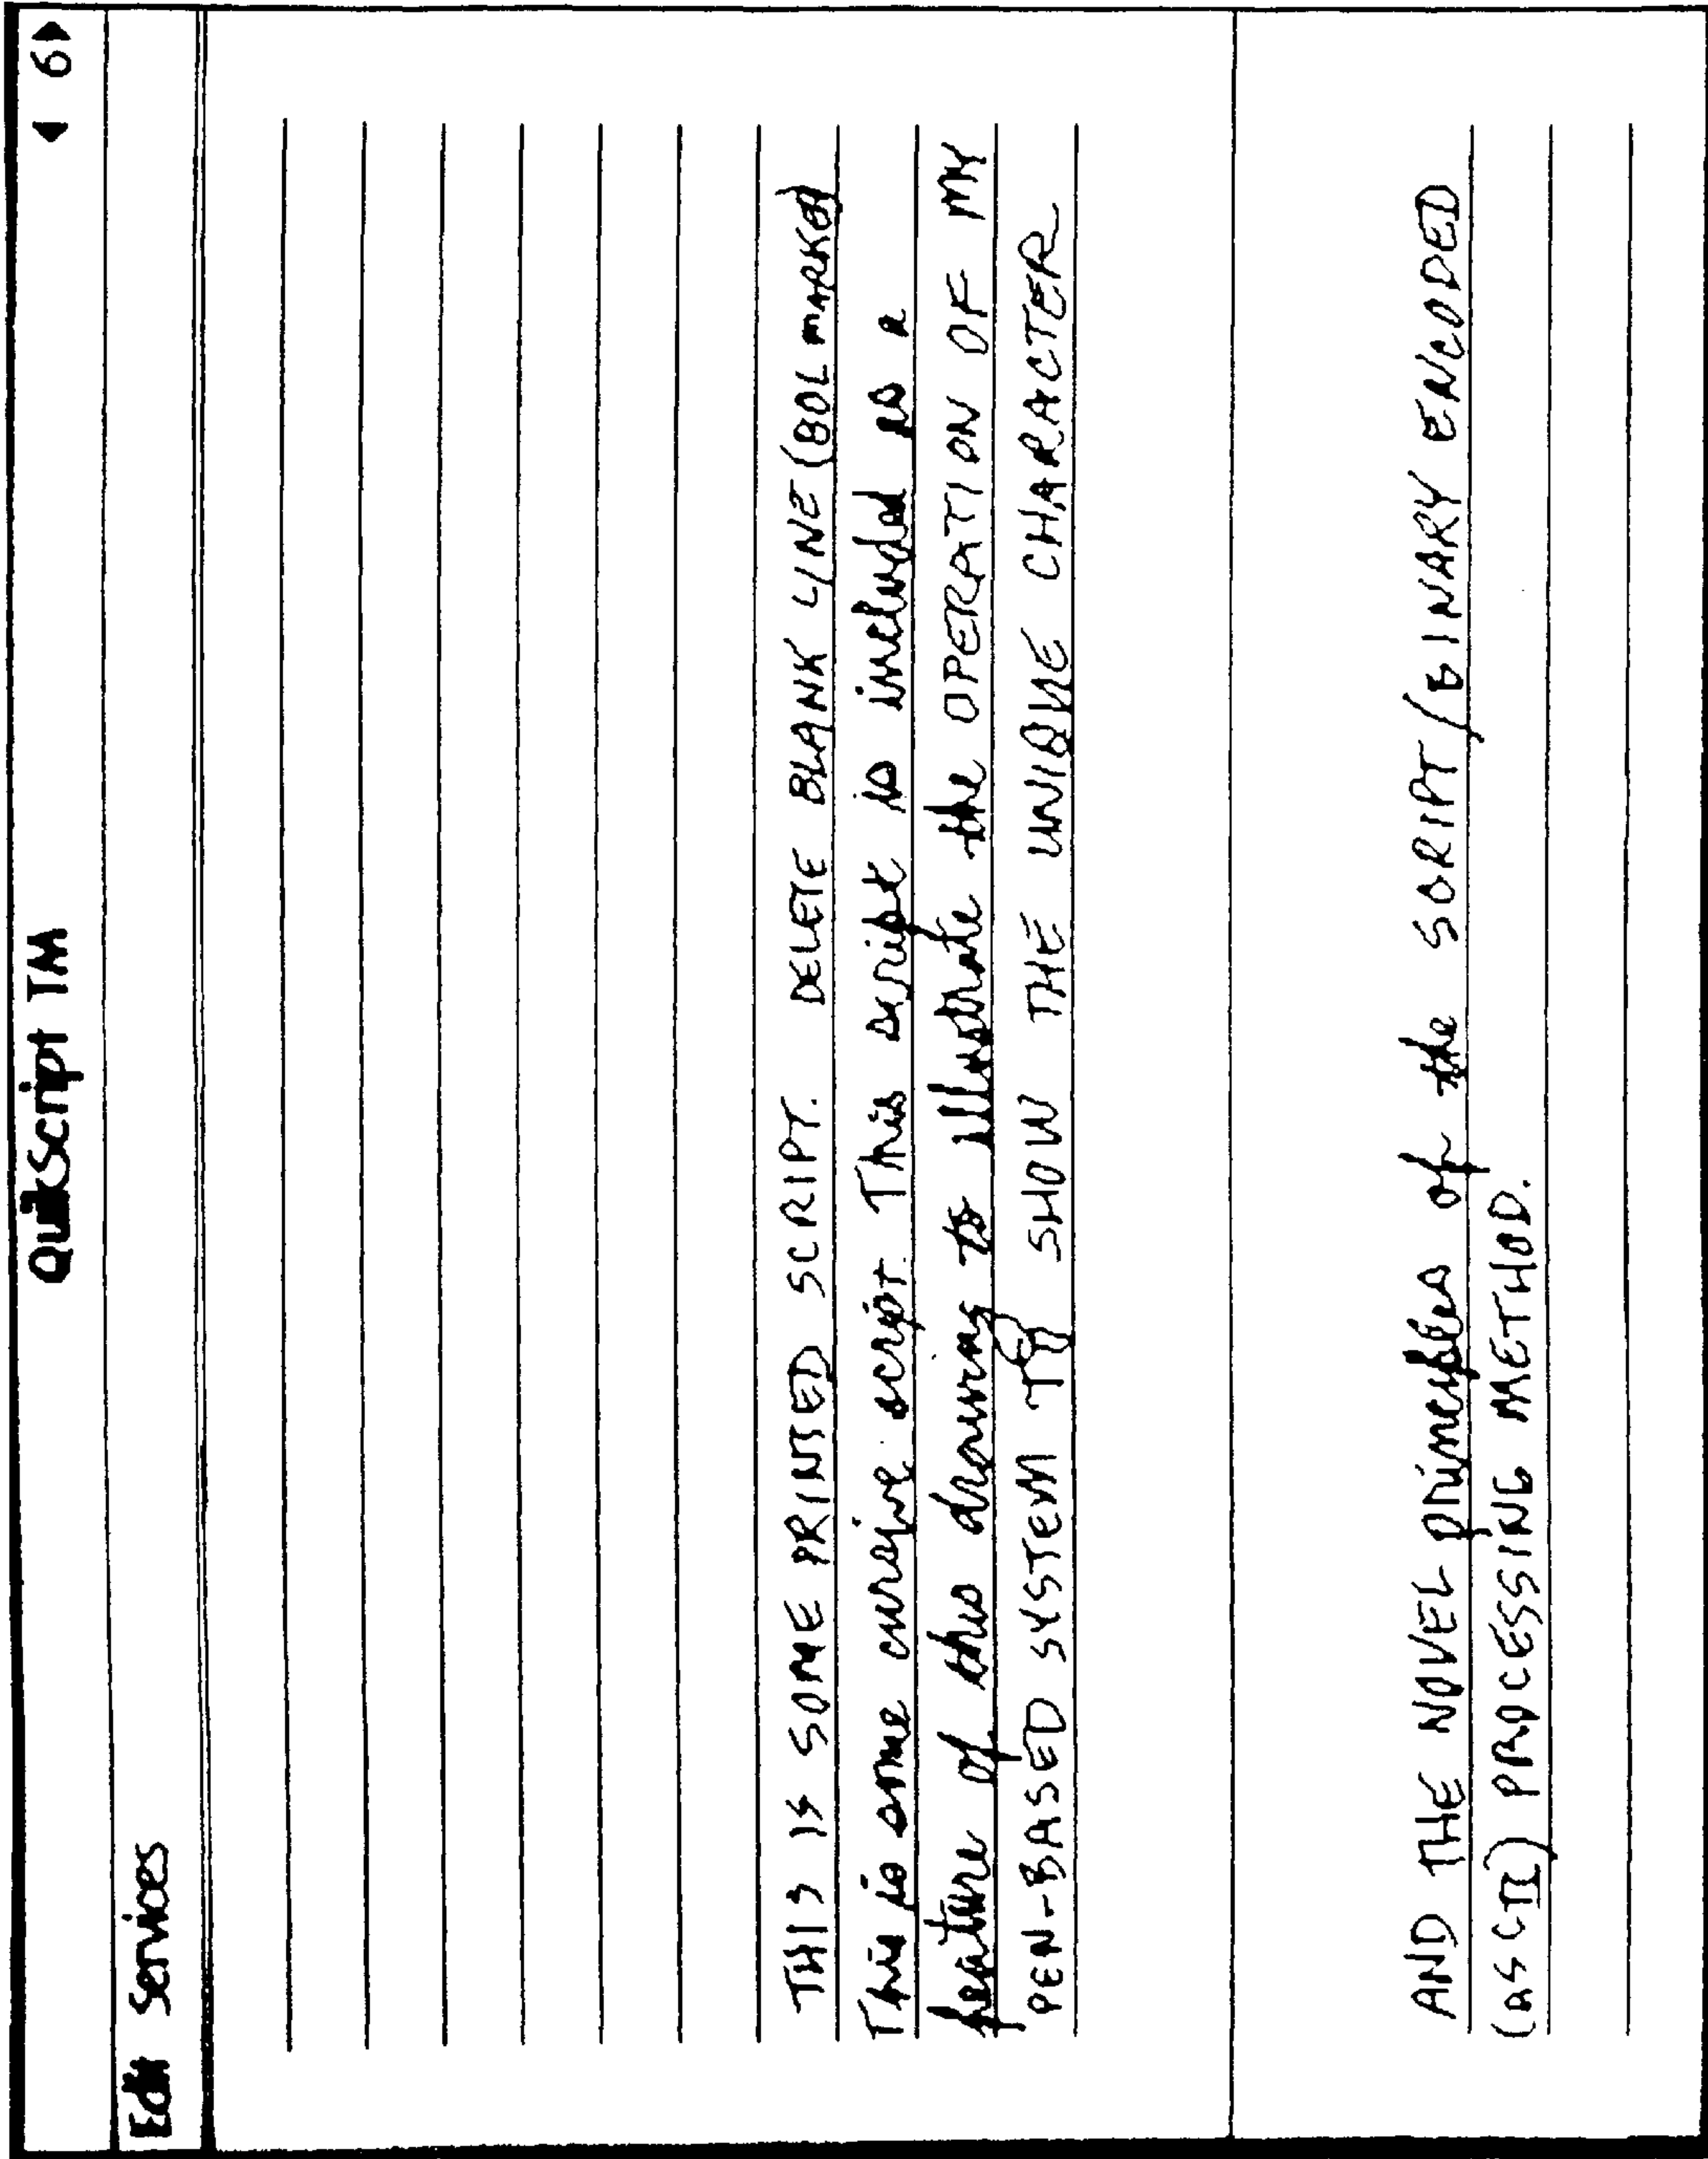 QuikScript TM ◀ 6▶
Edit Services
THIS IS SOME PRINTED SCRIPT. DELETE BLANK LINE (BOL MARKED
This is some cursive script. This script is included as a
feature of this drawing to illustrate the OPERATION OF MY
PEN-BASED SYSTEM TO SHOW THE UNIQUE CHARACTER
AND THE NOVEL principles of the SCRIPT/BINARY ENCODED
(ASCII) PROCESSING METHOD.